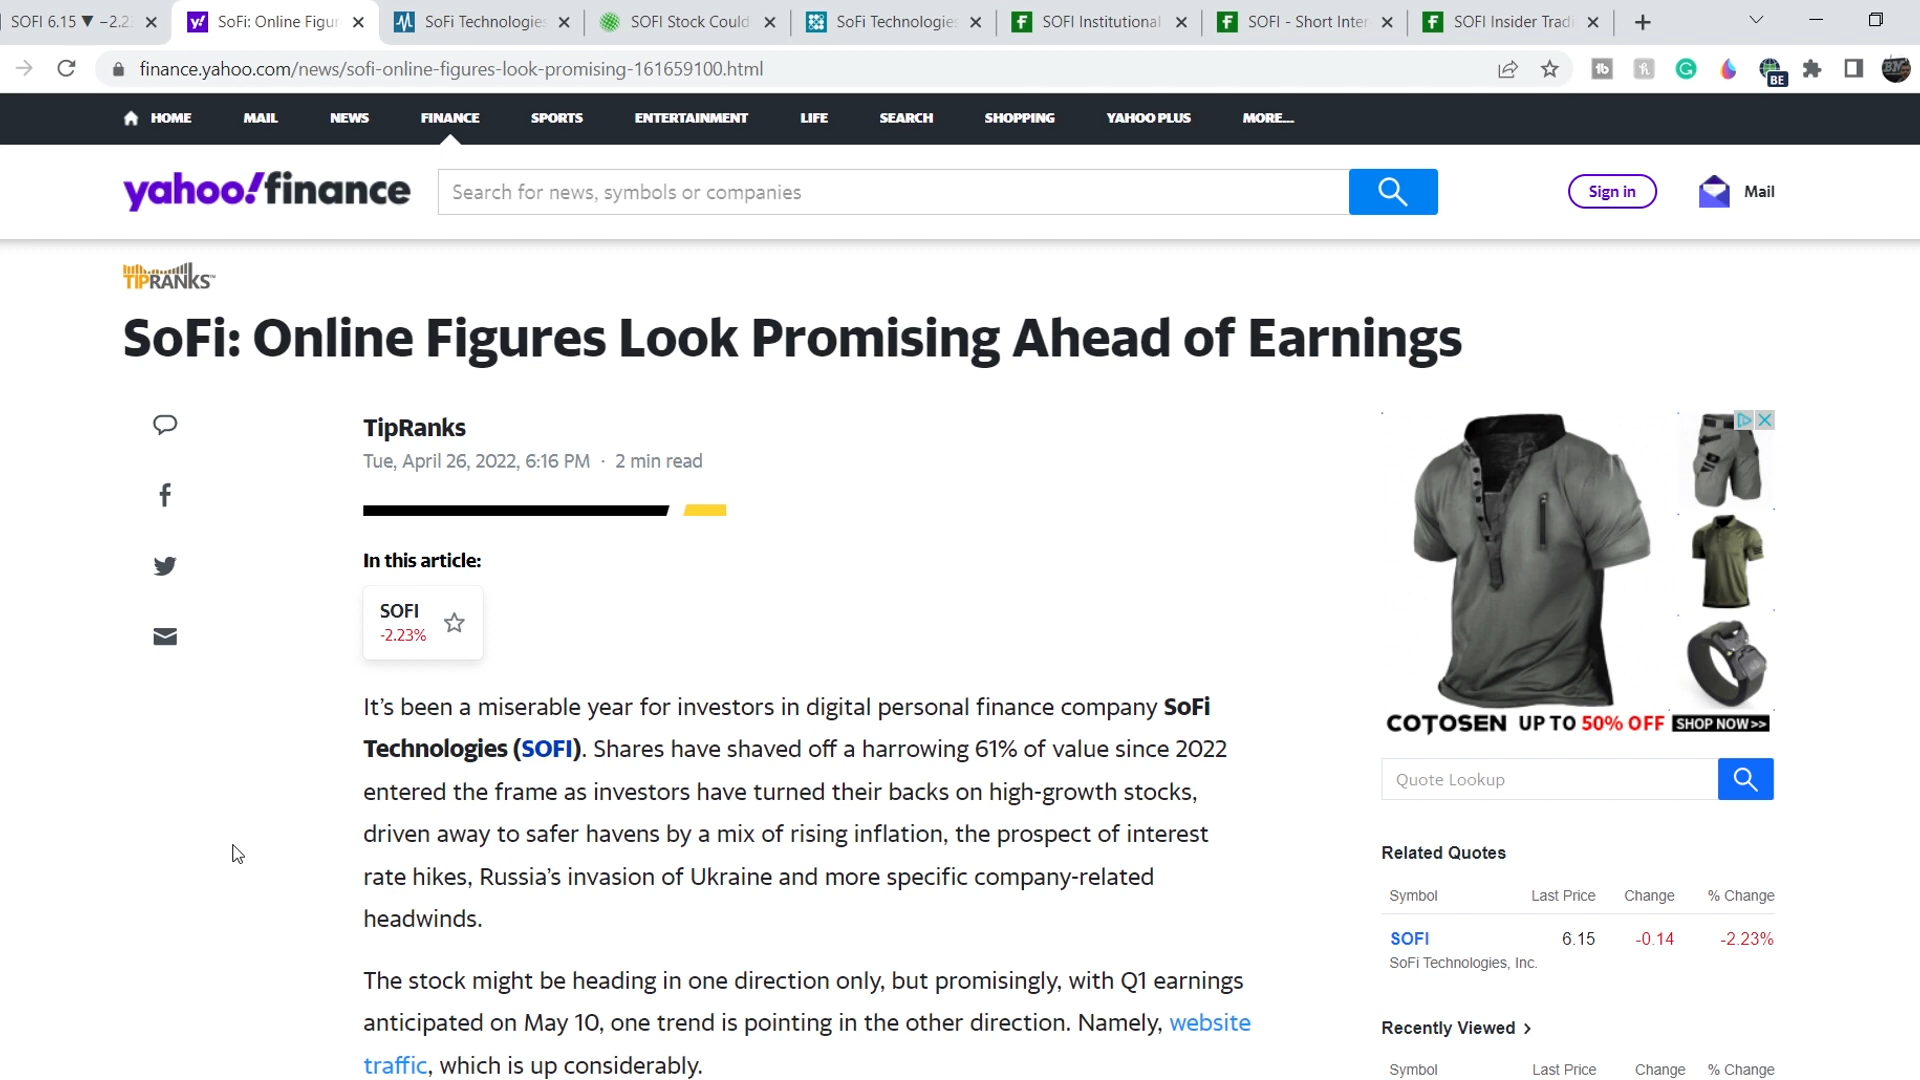 SOFI 6.15 ▼ −2.2
SoFi: Online Figur
SoFi Technologies
SOFI Stock Could
SoFi Technologies
SOFI Institutional
SOFI - Short Inter
SOFI Insider Tradi
finance.yahoo.com/news/sofi-online-figures-look-promising-161659100.html
BE
HOME MAIL NEWS FINANCE SPORTS ENTERTAINMENT LIFE SEARCH SHOPPING YAHOO PLUS MORE...
yahoo!finance
Search for news, symbols or companies
Sign in
Mail
TIPRANKS™
SoFi: Online Figures Look Promising Ahead of Earnings
TipRanks
Tue, April 26, 2022, 6:16 PM · 2 min read
In this article:
SOFI
-2.23%
It’s been a miserable year for investors in digital personal finance company SoFi
Technologies (SOFI). Shares have shaved off a harrowing 61% of value since 2022
entered the frame as investors have turned their backs on high-growth stocks,
driven away to safer havens by a mix of rising inflation, the prospect of interest
rate hikes, Russia’s invasion of Ukraine and more specific company-related
headwinds.
The stock might be heading in one direction only, but promisingly, with Q1 earnings
anticipated on May 10, one trend is pointing in the other direction. Namely, website
traffic, which is up considerably.
COTOSEN UP TO 50% OFF SHOP NOW>>
Quote Lookup
Related Quotes
Symbol Last Price Change % Change
SOFI 6.15 -0.14 -2.23%
SoFi Technologies, Inc.
Recently Viewed >
Symbol Last Price Change % Change